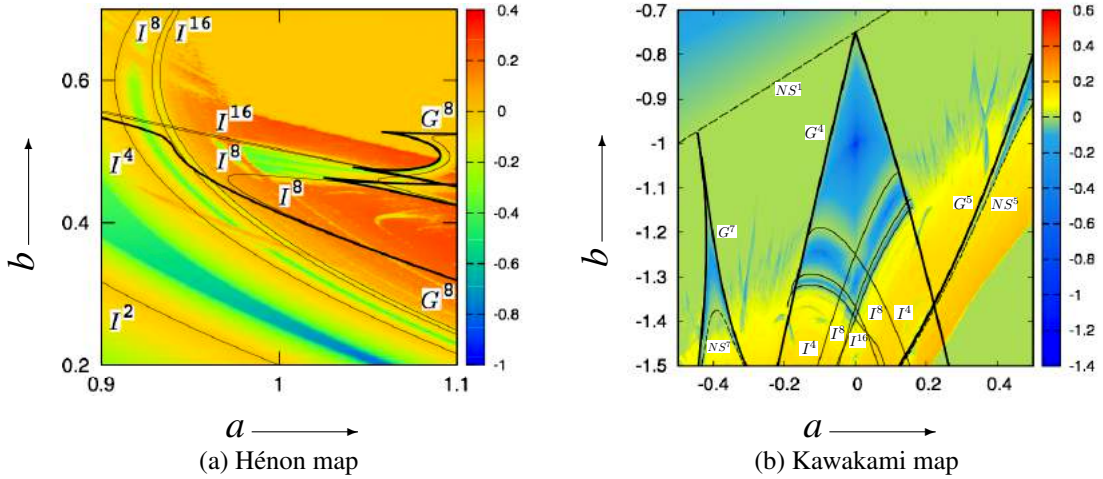 I^8 I^16
0.6
I^16
G^8
I^8
I^4
I^8
0.4
G^8
I^2
0.2
0.9 1 1.1
0.4
0.2
0
-0.2
-0.4
-0.6
-0.8
-1
b
a
(a) Hénon map
-0.7
-0.8
-0.9
-1
-1.1
-1.2
-1.3
-1.4
-1.5
NS^1
G^4
G^7
G^5 NS^5
I^8 I^4
I^8
I^4 I^16
NS^7
-0.4 -0.2 0 0.2 0.4
0.6
0.4
0.2
0
-0.2
-0.4
-0.6
-0.8
-1
-1.2
-1.4
b
a
(b) Kawakami map